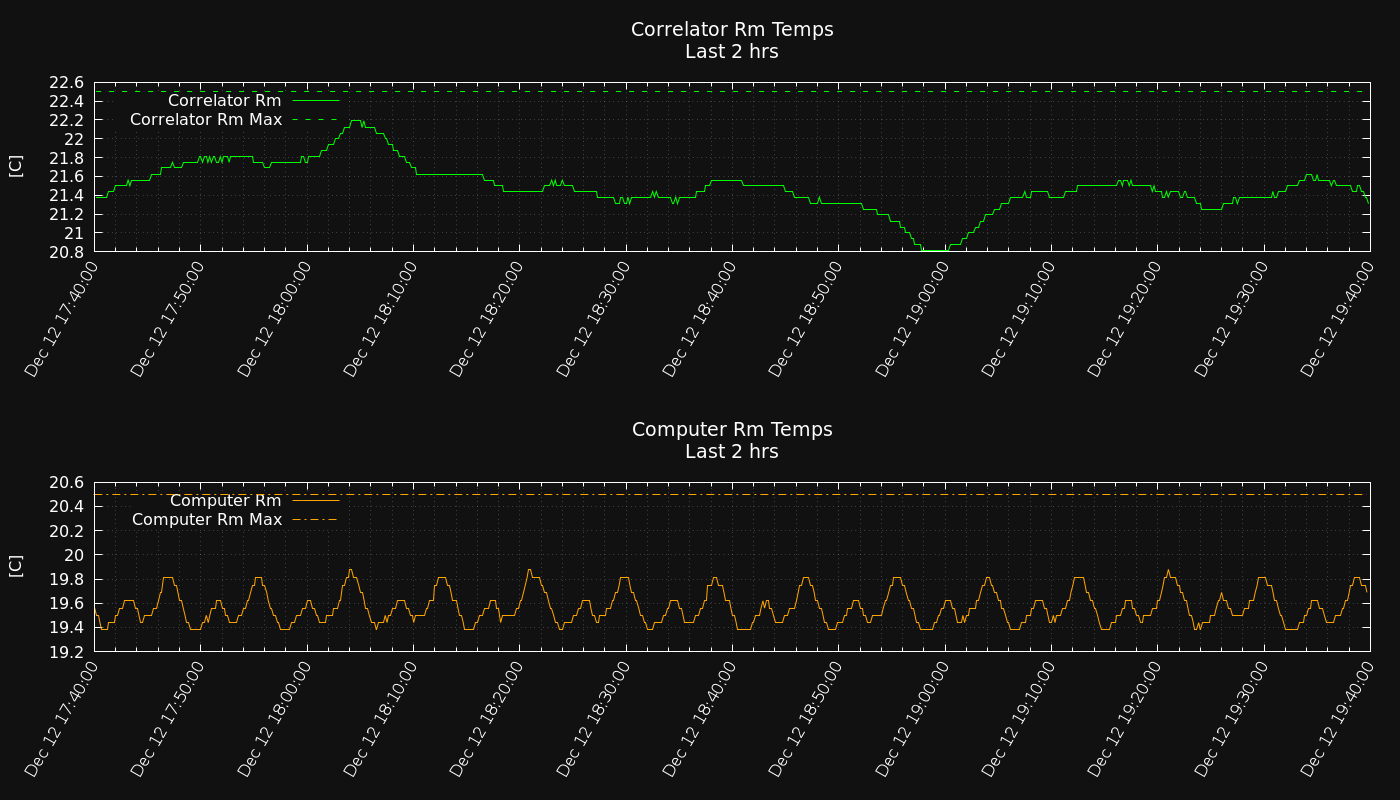 Correlator Rm Temps
Last 2 hrs
[C]
22.6
22.4
22.2
22
21.8
21.6
21.4
21.2
21
20.8
Correlator Rm
Correlator Rm Max
Dec 12 17:40:00
Dec 12 17:50:00
Dec 12 18:00:00
Dec 12 18:10:00
Dec 12 18:20:00
Dec 12 18:30:00
Dec 12 18:40:00
Dec 12 18:50:00
Dec 12 19:00:00
Dec 12 19:10:00
Dec 12 19:20:00
Dec 12 19:30:00
Dec 12 19:40:00
Computer Rm Temps
Last 2 hrs
[C]
20.6
20.4
20.2
20
19.8
19.6
19.4
19.2
Computer Rm
Computer Rm Max
Dec 12 17:40:00
Dec 12 17:50:00
Dec 12 18:00:00
Dec 12 18:10:00
Dec 12 18:20:00
Dec 12 18:30:00
Dec 12 18:40:00
Dec 12 18:50:00
Dec 12 19:00:00
Dec 12 19:10:00
Dec 12 19:20:00
Dec 12 19:30:00
Dec 12 19:40:00